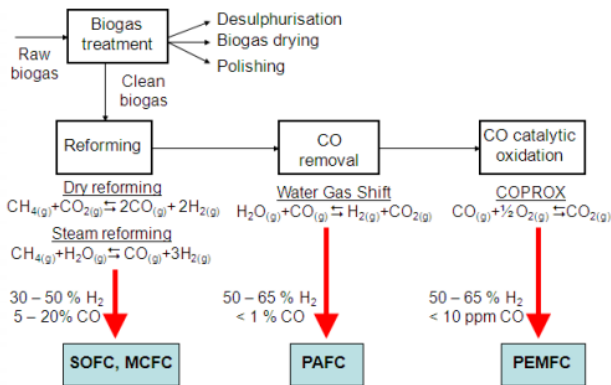 Biogas
treatment
Desulphurisation
Biogas drying
Polishing
Raw
biogas
Clean
biogas
Reforming
CO
removal
CO catalytic
oxidation
Dry reforming
CH₄(g)+CO₂(g) ⇆ 2CO(g)+ 2H₂(g)
Steam reforming
CH₄(g)+H₂O(g)⇆ CO(g)+3H₂(g)
Water Gas Shift
H₂O(g)+CO(g) ⇆ H₂(g)+CO₂(g)
COPROX
CO(g)+½ O₂(g) ⇆CO₂(g)
30 – 50 % H₂
5 – 20% CO
50 – 65 % H₂
< 1 % CO
50 – 65 % H₂
< 10 ppm CO
SOFC, MCFC
PAFC
PEMFC